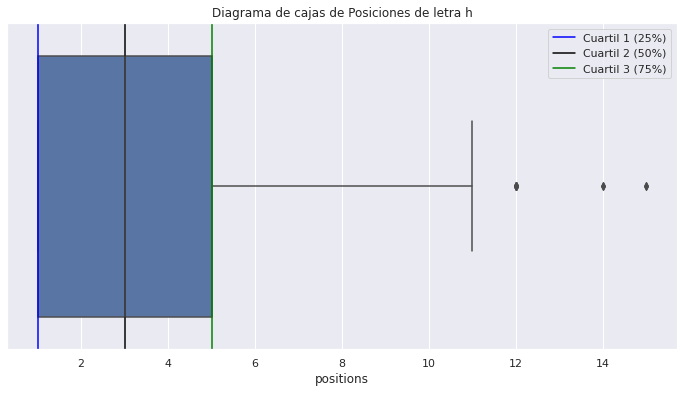 Diagrama de cajas de Posiciones de letra h
Cuartil 1 (25%)
Cuartil 2 (50%)
Cuartil 3 (75%)
2 4 6 8 10 12 14
positions